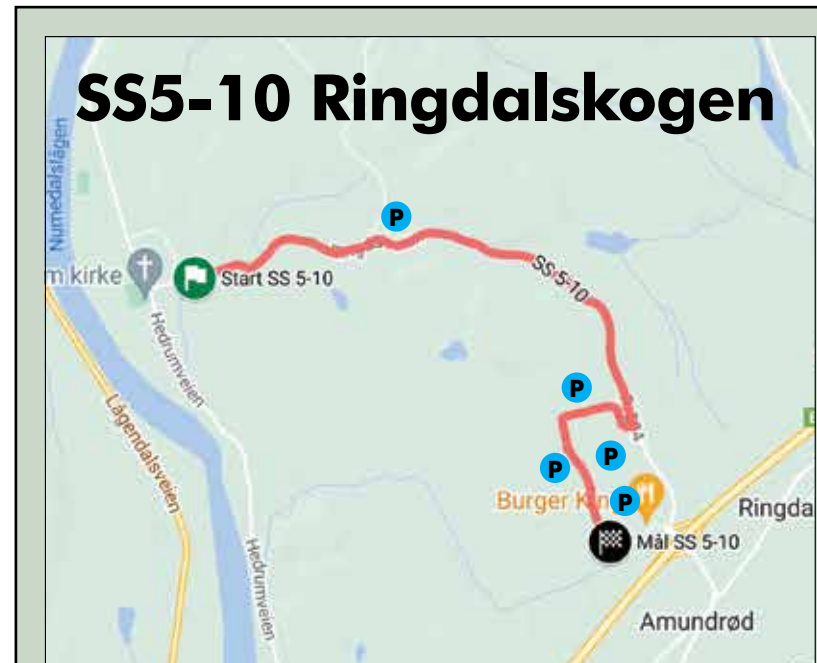 SS5-10 Ringdalskogen
Numedalslågen
P
m kirke
Start SS 5-10
SS 5-10
Hedrumveien
Lågendalsveien
P
P
P
Burger Kin
P
Ringda
Mål SS 5-10
Hedrumveien
Amundrød
E